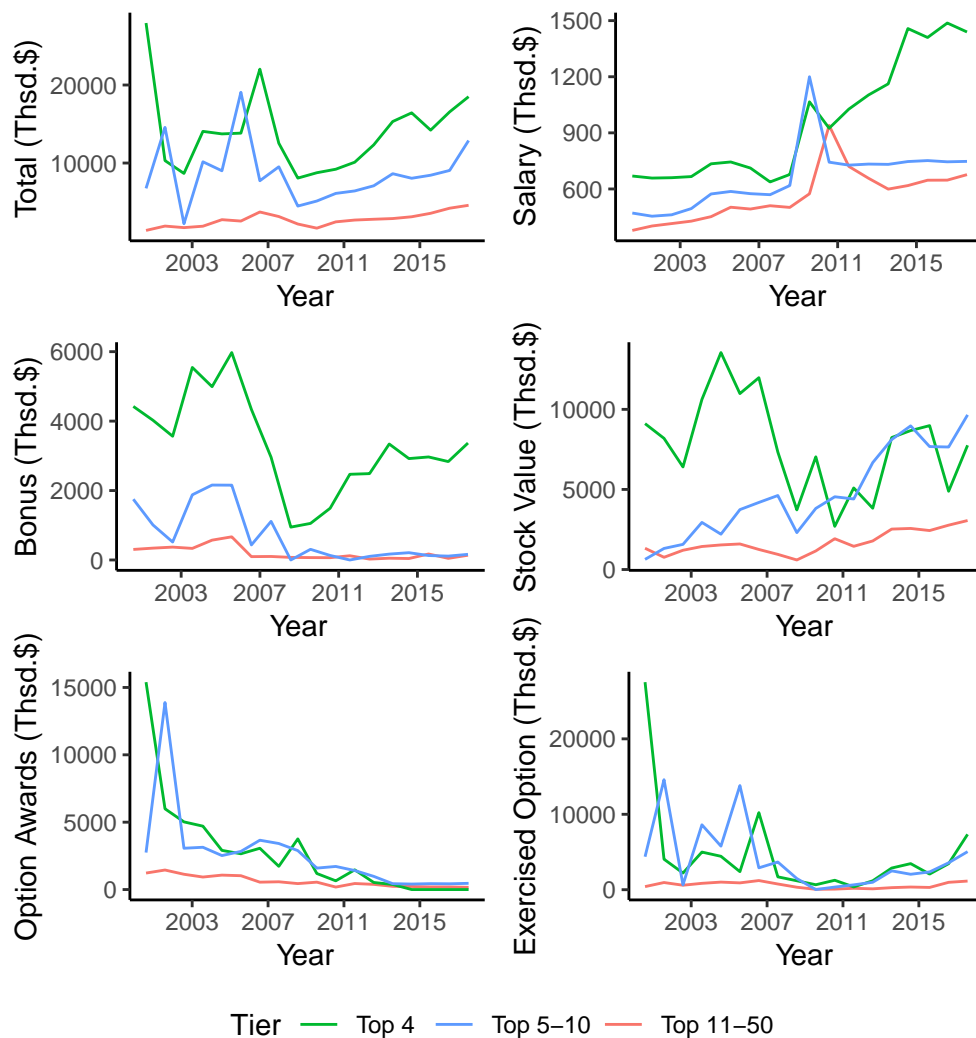 Total (Thsd.$)
20000
10000
2003 2007 2011 2015
Year
Salary (Thsd.$)
1500
1200
900
600
2003 2007 2011 2015
Year
Bonus (Thsd.$)
6000
4000
2000
0
2003 2007 2011 2015
Year
Stock Value (Thsd.$)
10000
5000
0
2003 2007 2011 2015
Year
Option Awards (Thsd.$)
15000
10000
5000
0
2003 2007 2011 2015
Year
Exercised Option (Thsd.$)
20000
10000
0
2003 2007 2011 2015
Year
Tier Top 4 Top 5−10 Top 11−50